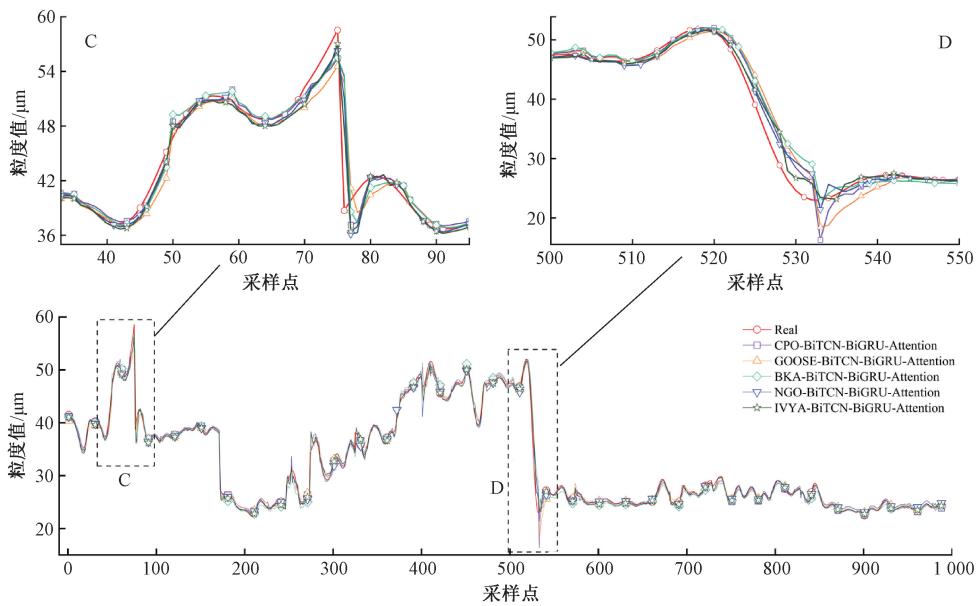 60
54
48
42
36
粒度值/μm
C
40
50
60
70
80
90
采样点
50
40
30
20
粒度值/μm
D
500
510
520
530
540
550
采样点
60
50
40
30
20
粒度值/μm
C
D
Real
CPO-BiTCN-BiGRU-Attention
GOOSE-BiTCN-BiGRU-Attention
BKA-BiTCN-BiGRU-Attention
NGO-BiTCN-BiGRU-Attention
IVYA-BiTCN-BiGRU-Attention
0
100
200
300
400
500
600
700
800
900
1 000
采样点